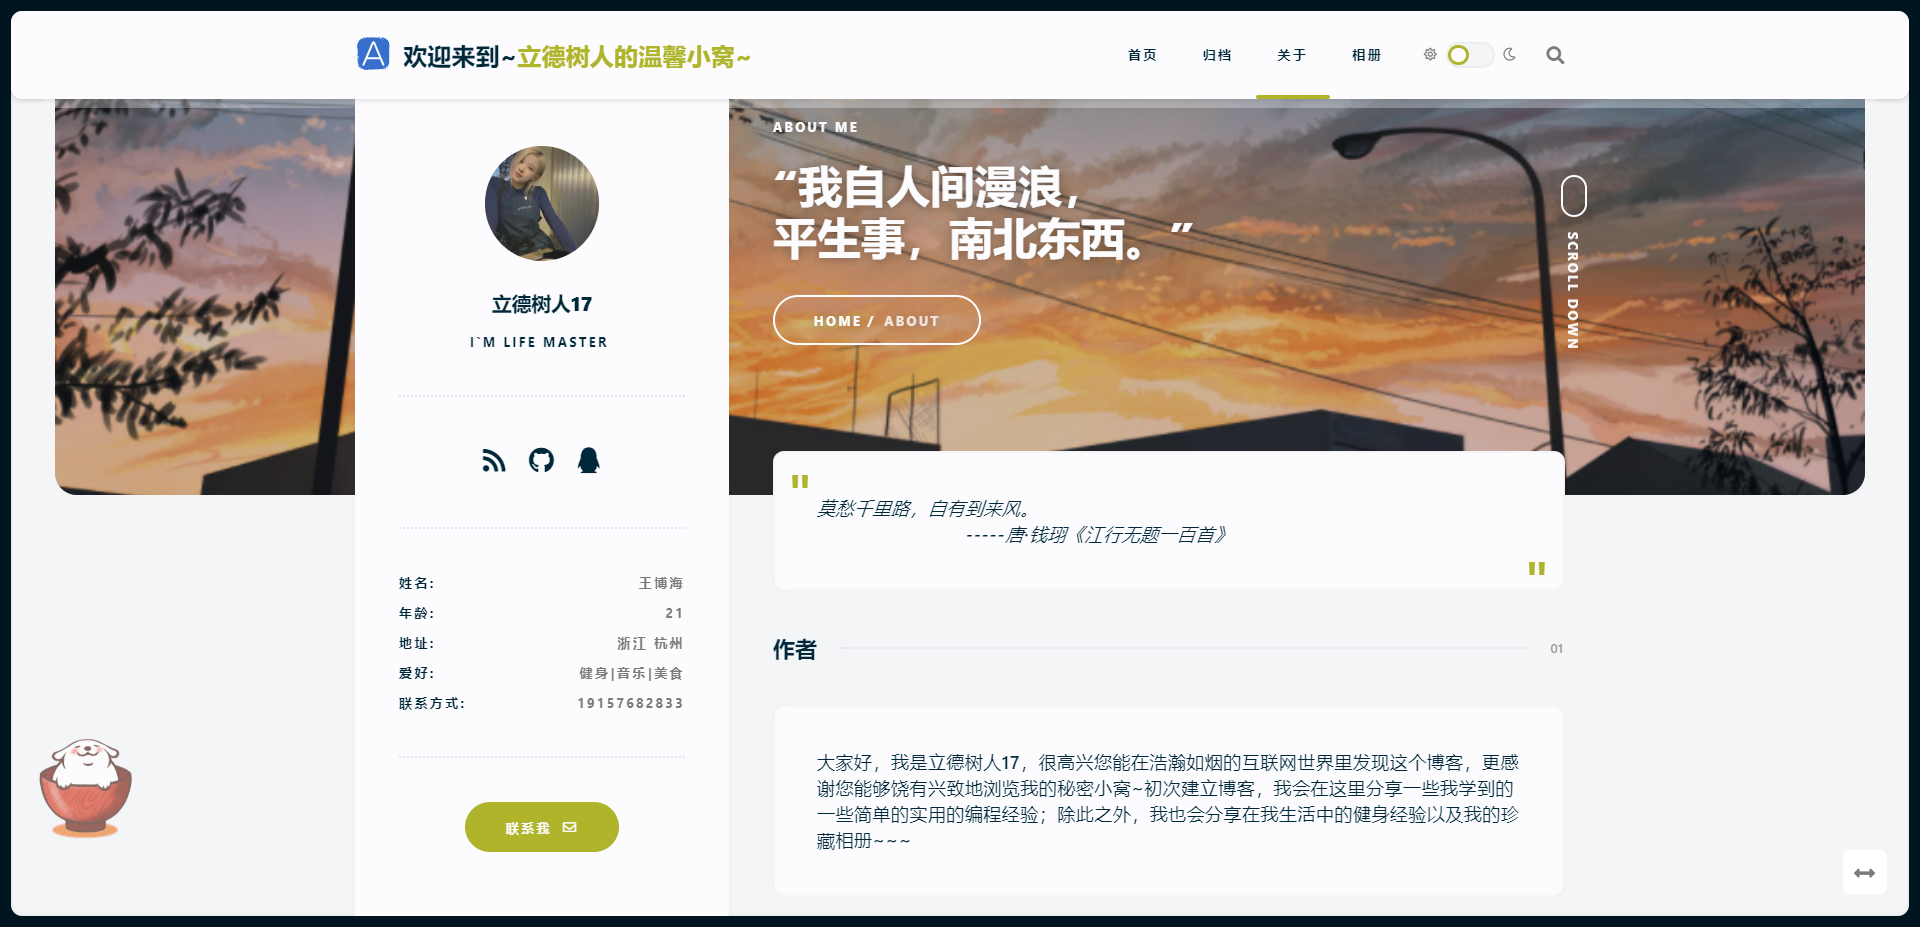 欢迎来到~立德树人的温馨小窝~
首页
归档
关于
相册
立德树人17
I`M LIFE MASTER
姓名:
王博海
年龄:
21
地址:
浙江 杭州
爱好:
健身|音乐|美食
联系方式:
19157682833
联系我
ABOUT ME
“我自人间漫浪，
平生事，南北东西。”
HOME / ABOUT
SCROLL DOWN
"
莫愁千里路，自有到来风。
-----唐·钱珝《江行无题一百首》
"
作者
01
大家好，我是立德树人17，很高兴您能在浩瀚如烟的互联网世界里发现这个博客，更感
谢您能够饶有兴致地浏览我的秘密小窝~初次建立博客，我会在这里分享一些我学到的
一些简单的实用的编程经验；除此之外，我也会分享在我生活中的健身经验以及我的珍
藏相册~~~